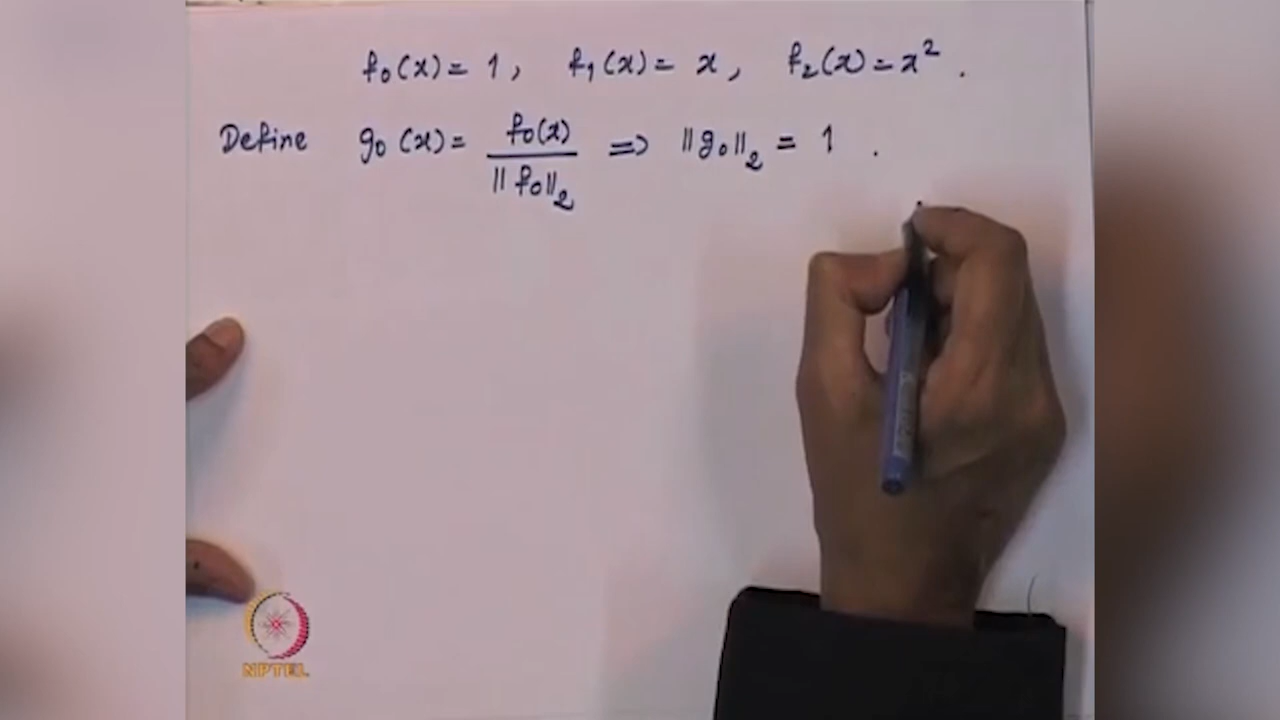 f₀(x) = 1, f₁(x) = x, f₂(x) = x².
Define g₀(x) = f₀(x) / ‖f₀‖₂ ⇒ ‖g₀‖₂ = 1.
NPTEL